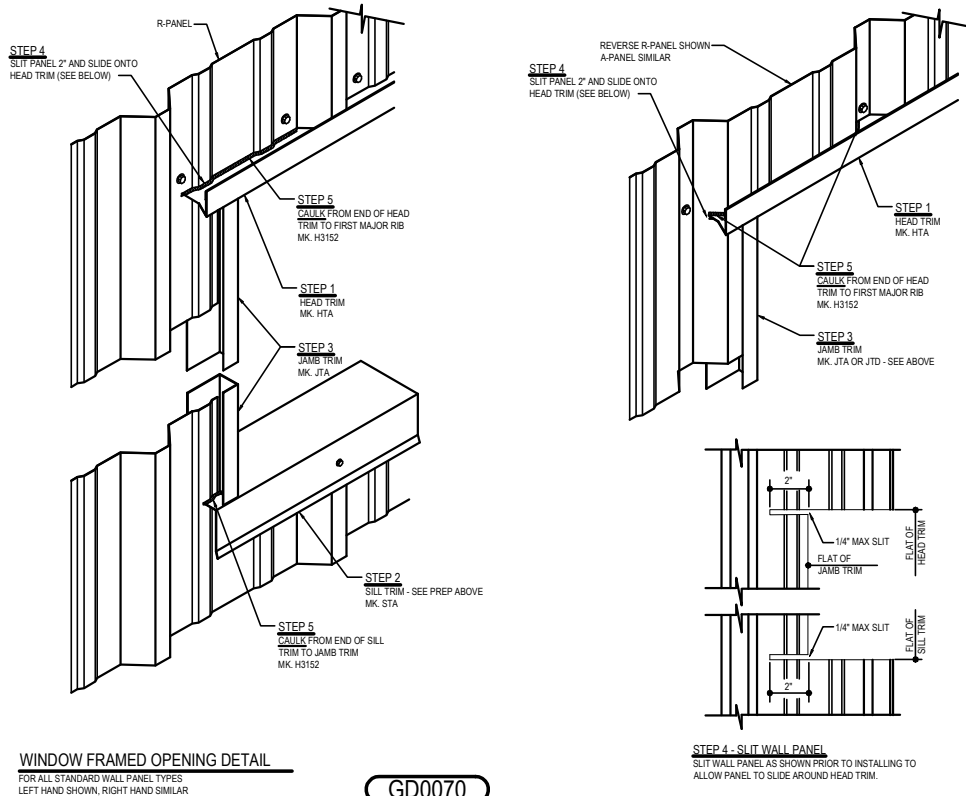 R-PANEL
STEP 4
SLIT PANEL 2" AND SLIDE ONTO
HEAD TRIM (SEE BELOW)
STEP 5
CAULK FROM END OF HEAD
TRIM TO FIRST MAJOR RIB
MK. H3152
STEP 1
HEAD TRIM
MK. HTA
STEP 3
JAMB TRIM
MK. JTA
STEP 2
SILL TRIM - SEE PREP ABOVE
MK. STA
STEP 5
CAULK FROM END OF SILL
TRIM TO JAMB TRIM
MK. H3152
WINDOW FRAMED OPENING DETAIL
FOR ALL STANDARD WALL PANEL TYPES
LEFT HAND SHOWN, RIGHT HAND SIMILAR
GD0070
REVERSE R-PANEL SHOWN
A-PANEL SIMILAR
STEP 4
SLIT PANEL 2" AND SLIDE ONTO
HEAD TRIM (SEE BELOW)
STEP 1
HEAD TRIM
MK. HTA
STEP 5
CAULK FROM END OF HEAD
TRIM TO FIRST MAJOR RIB
MK. H3152
STEP 3
JAMB TRIM
MK. JTA OR JTD - SEE ABOVE
2"
1/4" MAX SLIT
FLAT OF
JAMB TRIM
FLAT OF
HEAD TRIM
1/4" MAX SLIT
FLAT OF
SILL TRIM
2"
STEP 4 - SLIT WALL PANEL
SLIT WALL PANEL AS SHOWN PRIOR TO INSTALLING TO
ALLOW PANEL TO SLIDE AROUND HEAD TRIM.